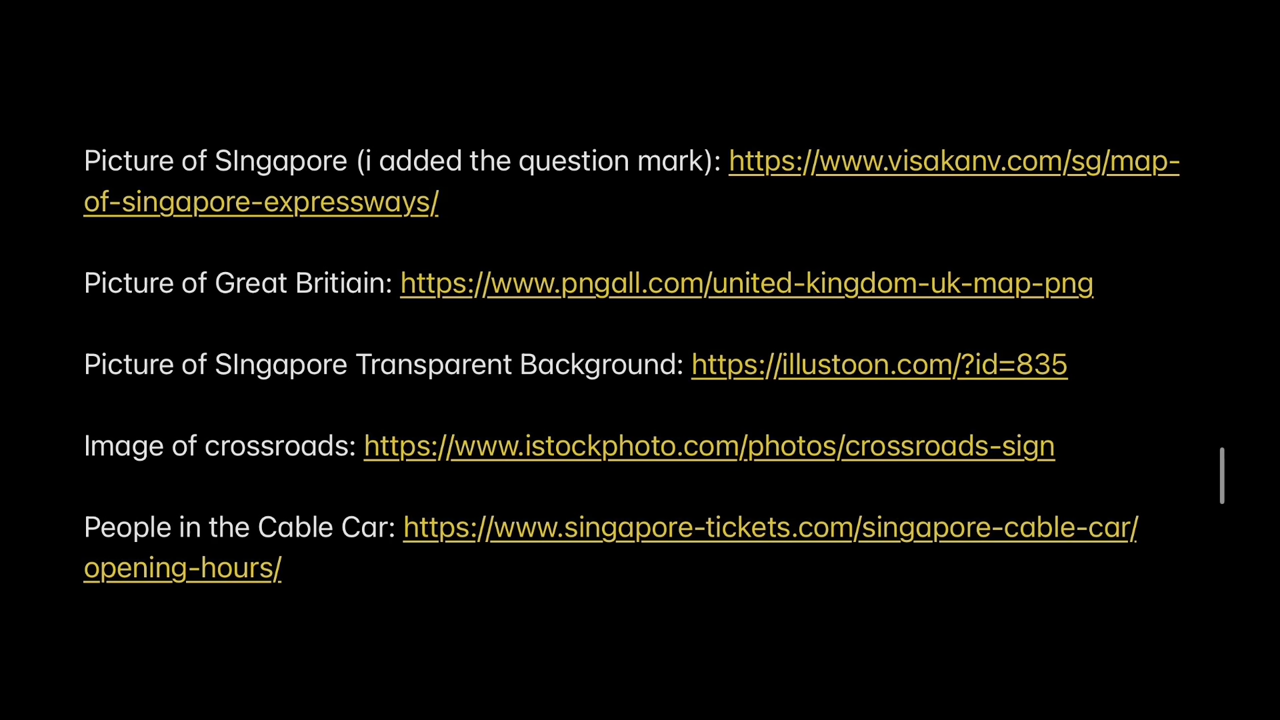 Picture of SIngapore (i added the question mark): https://www.visakanv.com/sg/map-
of-singapore-expressways/
Picture of Great Britiain: https://www.pngall.com/united-kingdom-uk-map-png
Picture of SIngapore Transparent Background: https://illustoon.com/?id=835
Image of crossroads: https://www.istockphoto.com/photos/crossroads-sign
People in the Cable Car: https://www.singapore-tickets.com/singapore-cable-car/
opening-hours/